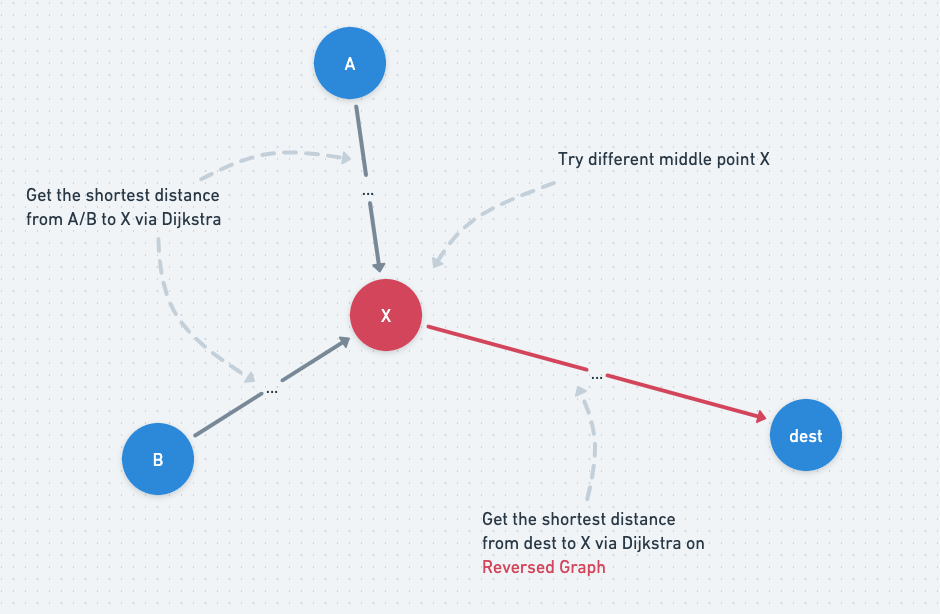 A
Try different middle point X
Get the shortest distance
from A/B to X via Dijkstra
...
X
...
...
dest
B
Get the shortest distance
from dest to X via Dijkstra on
Reversed Graph